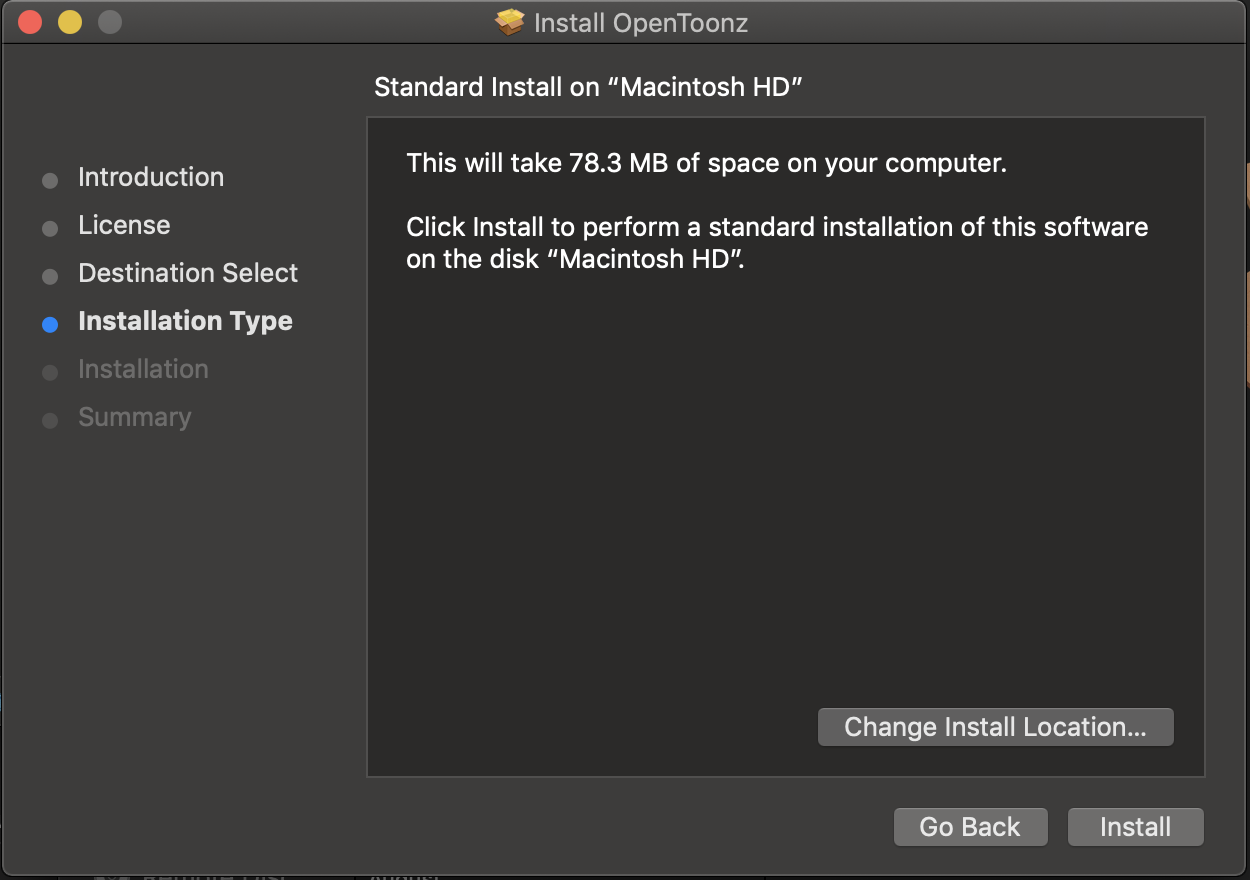 Install OpenToonz
Standard Install on “Macintosh HD”
Introduction
License
Destination Select
Installation Type
Installation
Summary
This will take 78.3 MB of space on your computer.
Click Install to perform a standard installation of this software
on the disk “Macintosh HD”.
Change Install Location...
Go Back
Install